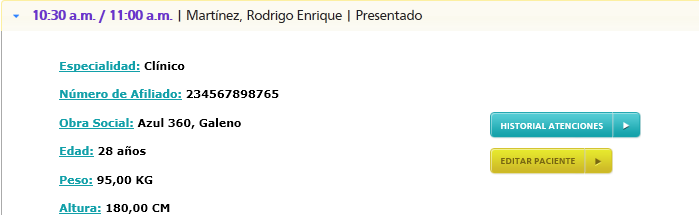 10:30 a.m. / 11:00 a.m. | Martínez, Rodrigo Enrique | Presentado
Especialidad: Clínico
Número de Afiliado: 234567898765
Obra Social: Azul 360, Galeno
HISTORIAL ATENCIONES
Edad: 28 años
EDITAR PACIENTE
Peso: 95,00 KG
Altura: 180,00 CM